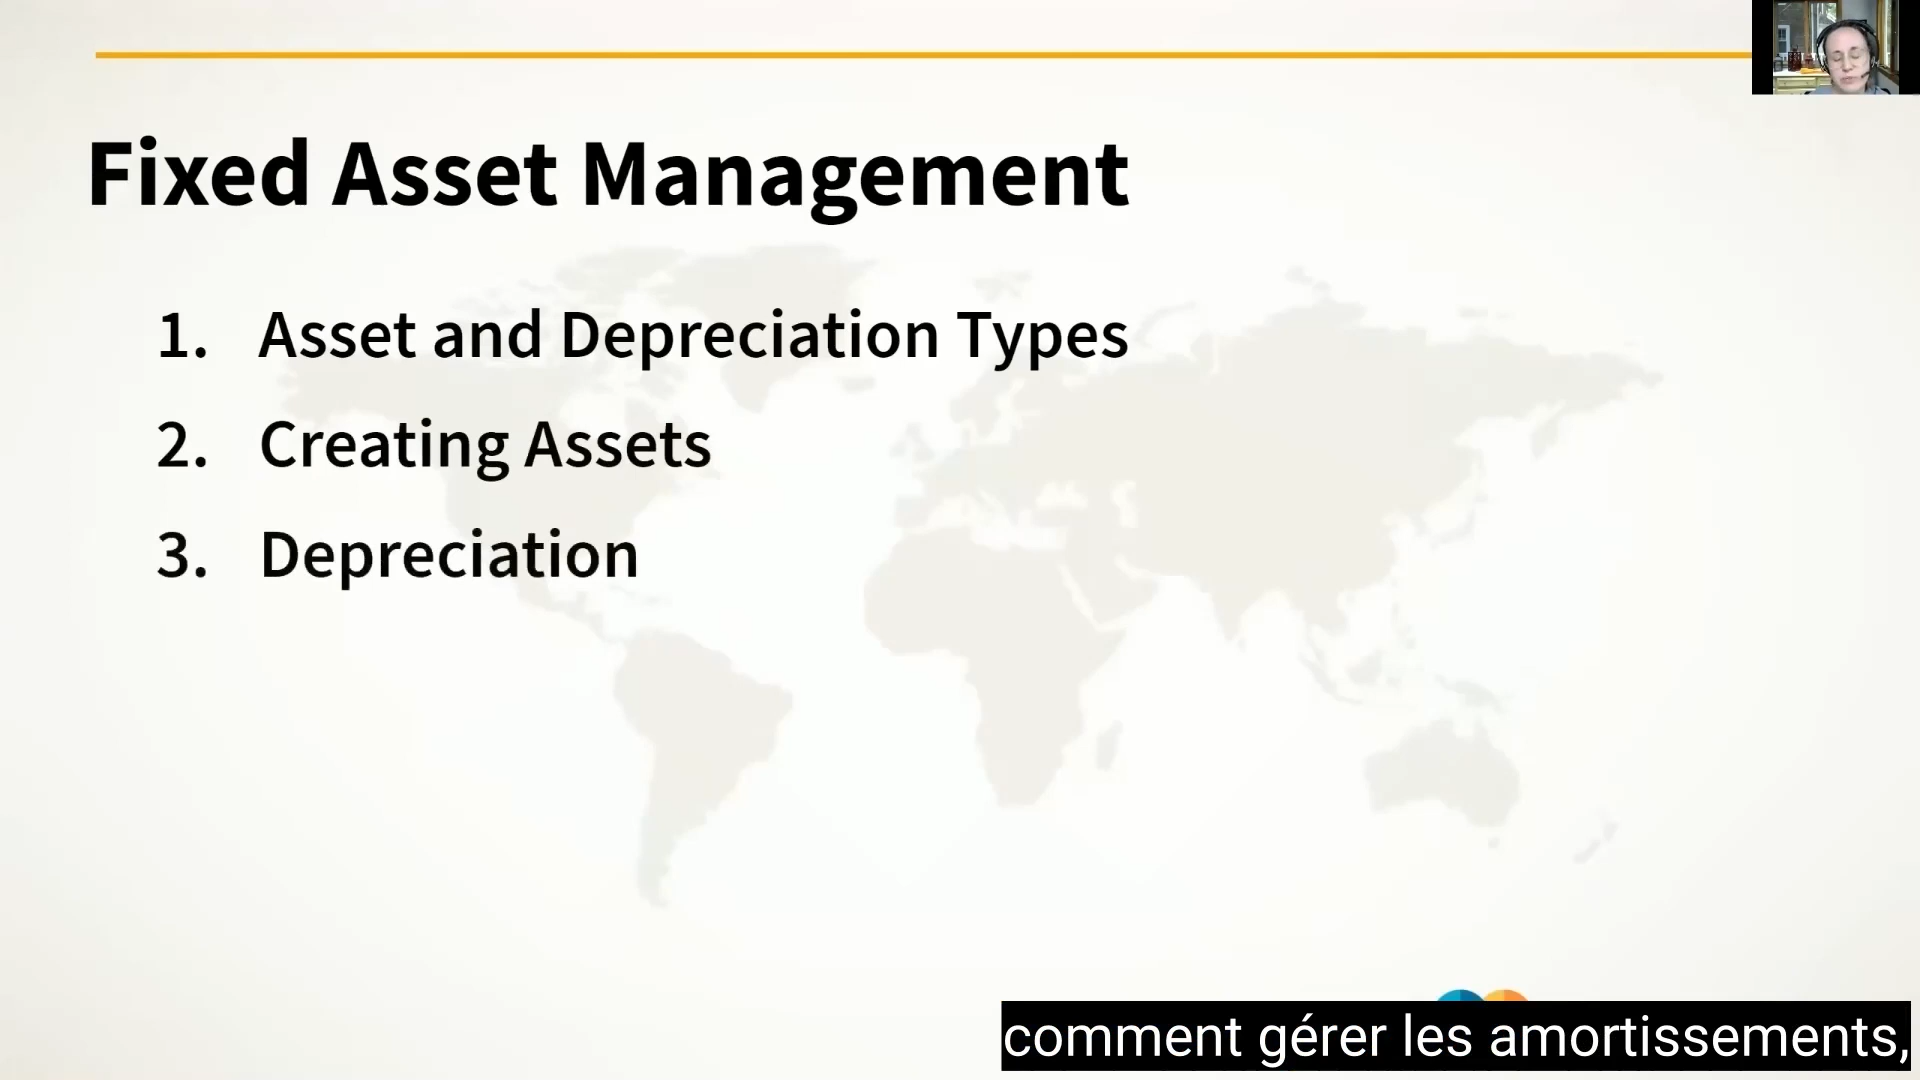 Fixed Asset Management
1. Asset and Depreciation Types
2. Creating Assets
3. Depreciation
comment gérer les amortissements,